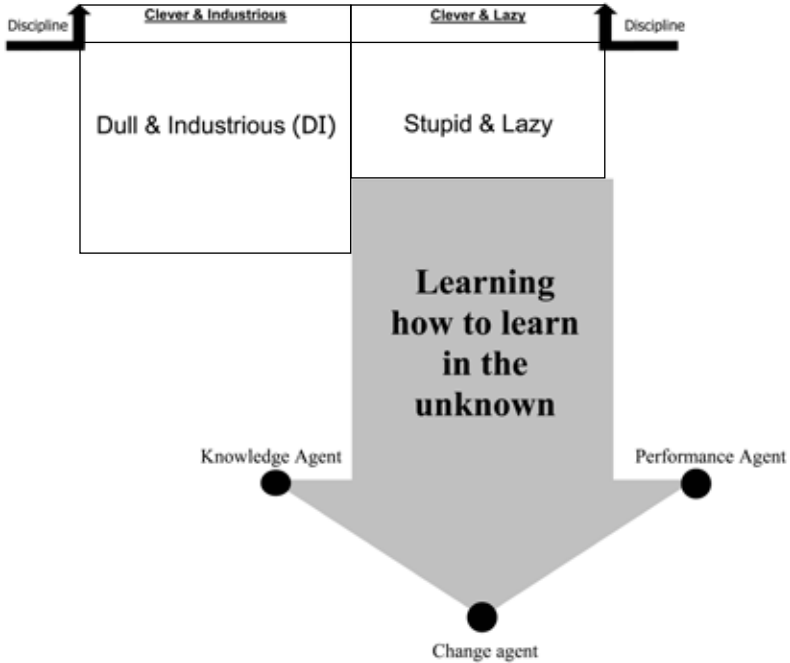 Clever & Industrious
Clever & Lazy
Discipline
Discipline
Dull & Industrious (DI)
Stupid & Lazy
Learning
how to learn
in the
unknown
Knowledge Agent
Performance Agent
Change agent